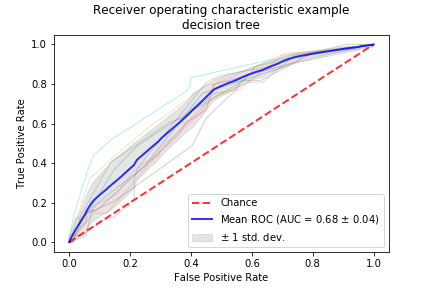 Receiver operating characteristic example
decision tree
True Positive Rate
1.0
0.8
0.6
0.4
0.2
0.0
Chance
Mean ROC (AUC = 0.68 ± 0.04)
± 1 std. dev.
0.0 0.2 0.4 0.6 0.8 1.0
False Positive Rate